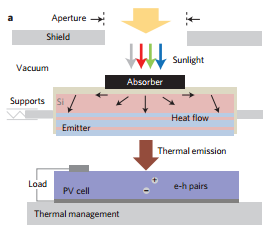 a
Aperture
Shield
Sunlight
Vacuum
Absorber
Supports
Si
Heat flow
Emitter
Thermal emission
Load
+
e-h pairs
PV cell
−
Thermal management